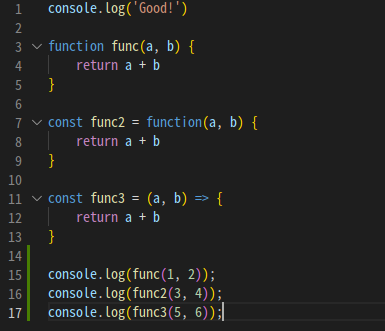 1 console.log('Good!')
2
3 function func(a, b) {
4     return a + b
5 }
6
7 const func2 = function(a, b) {
8     return a + b
9 }
10
11 const func3 = (a, b) => {
12     return a + b
13 }
14
15 console.log(func(1, 2));
16 console.log(func2(3, 4));
17 console.log(func3(5, 6));